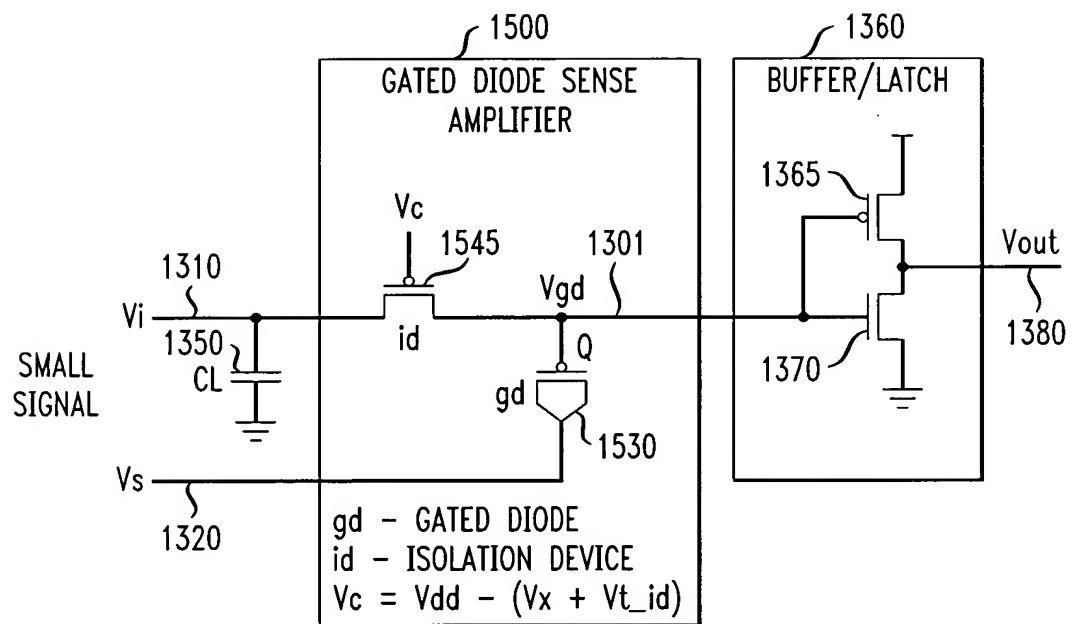 1500
1360
GATED DIODE SENSE
AMPLIFIER
BUFFER/LATCH
1365
Vc
1545
1310
1301
Vout
Vi
Vgd
1350
id
Q
1380
SMALL
SIGNAL
CL
gd
1370
1530
Vs
1320
gd – GATED DIODE
id – ISOLATION DEVICE
Vc = Vdd – (Vx + Vt_id)